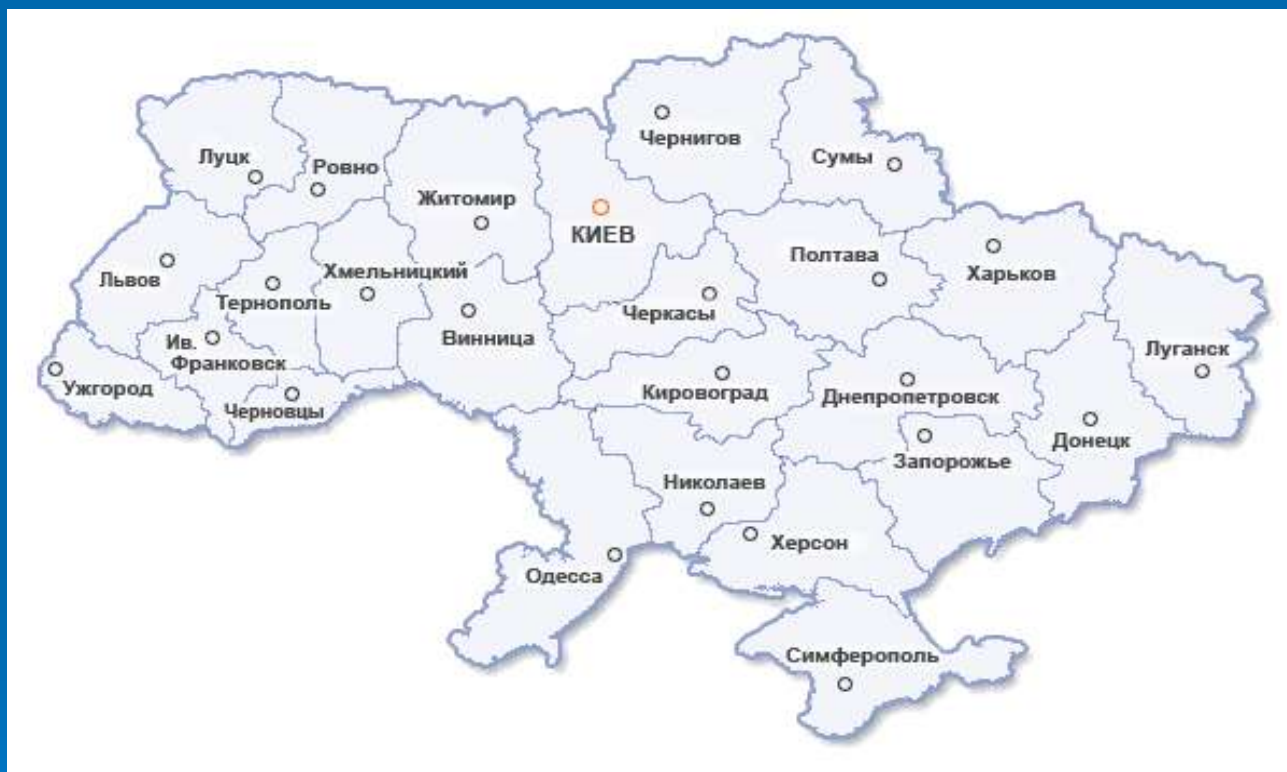 Чернигов
Сумы
Луцк
Ровно
Житомир
КИЕВ
Полтава
Харьков
Львов
Хмельницкий
Тернополь
Черкасы
Винница
Ив.
Франковск
Луганск
Ужгород
Черновцы
Кировоград
Днепропетровск
Донецк
Запорожье
Николаев
Херсон
Одесса
Симферополь